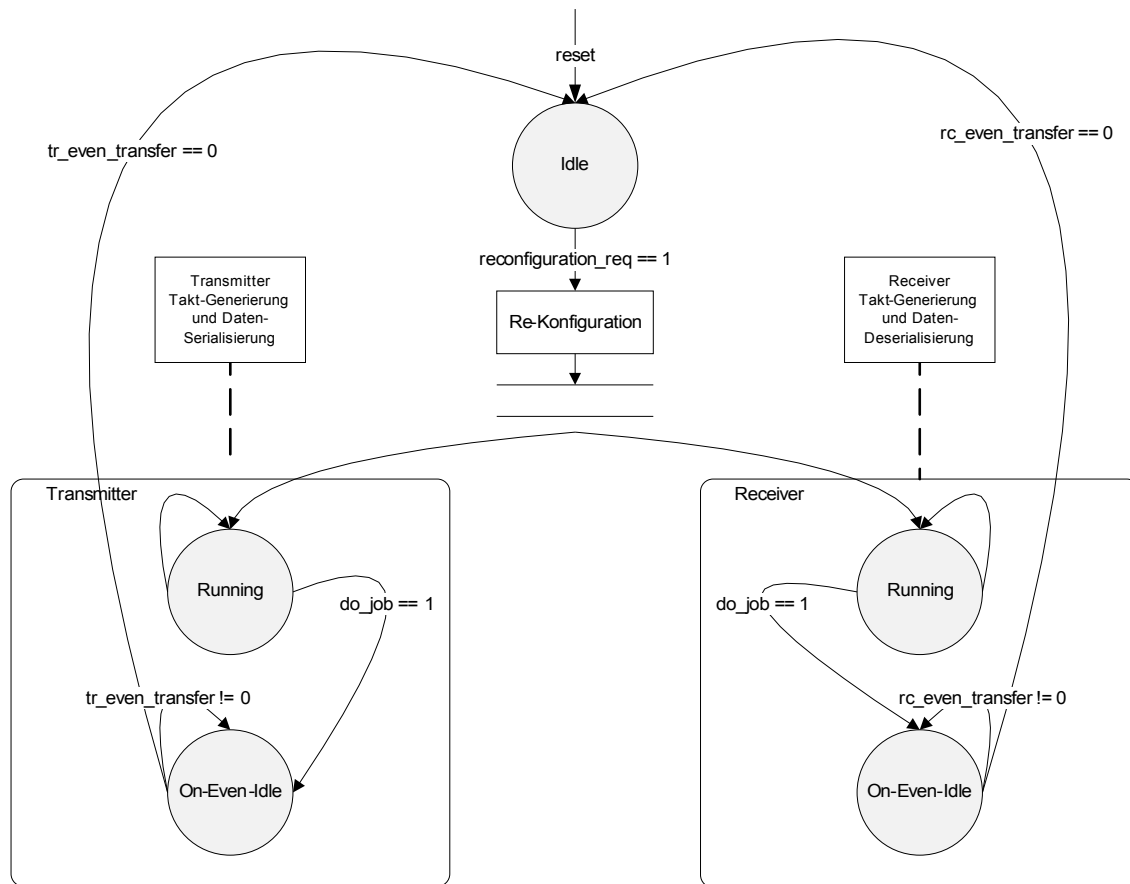 reset
tr_even_transfer == 0
rc_even_transfer == 0
Idle
reconfiguration_req == 1
Transmitter
Takt-Generierung
und Daten-
Serialisierung
Re-Konfiguration
Receiver
Takt-Generierung
und Daten-
Deserialisierung
Transmitter
Running
do_job == 1
tr_even_transfer != 0
On-Even-Idle
Receiver
Running
do_job == 1
rc_even_transfer != 0
On-Even-Idle